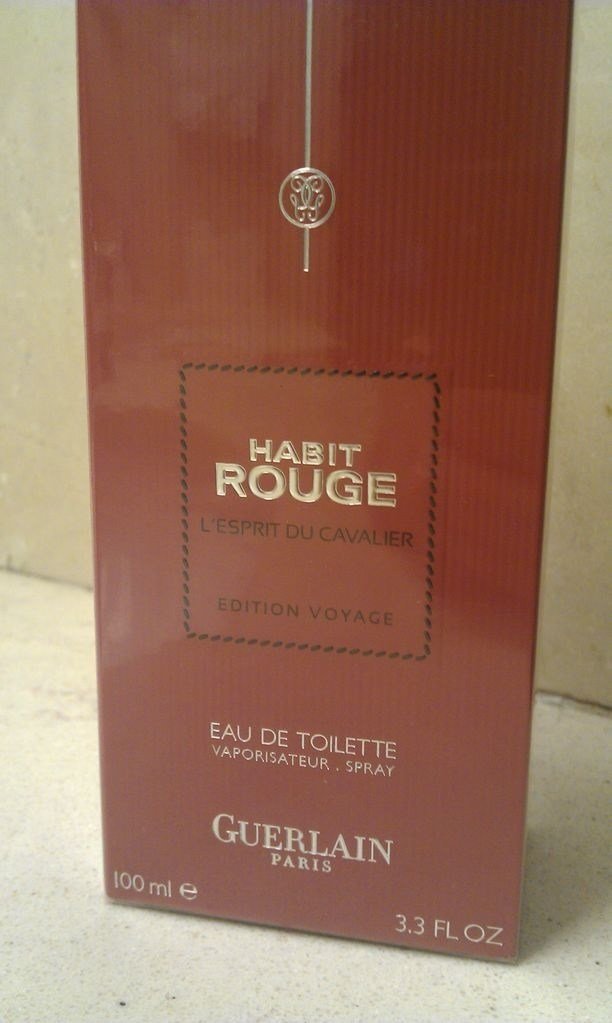 HABIT
ROUGE
L'ESPRIT DU CAVALIER
EDITION VOYAGE
EAU DE TOILETTE
VAPORISATEUR . SPRAY
GUERLAIN
PARIS
100 ml ℮
3.3 FL OZ